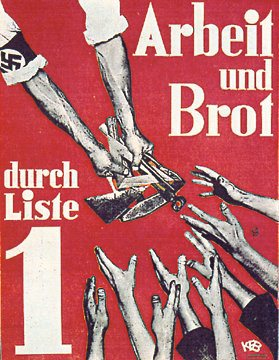 Arbeit
und
Brot
durch
Liste
1